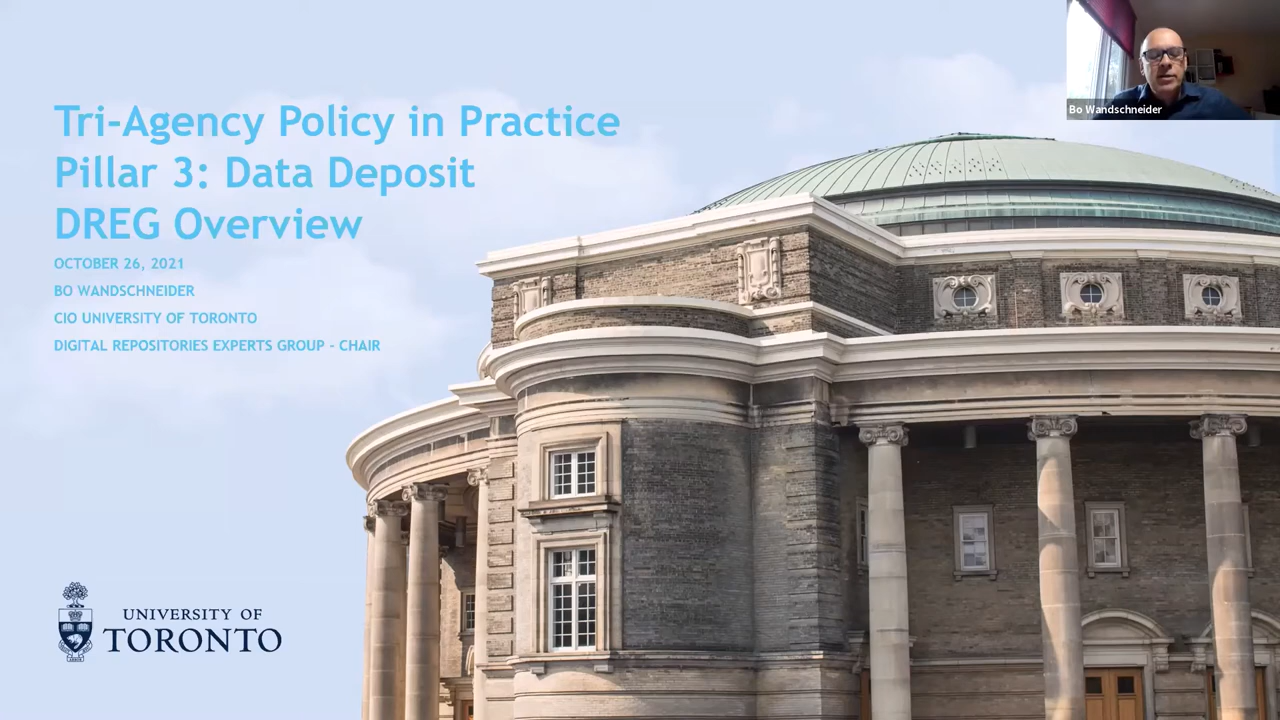 Tri-Agency Policy in Practice
Pillar 3: Data Deposit
DREG Overview
OCTOBER 26, 2021
BO WANDSCHNEIDER
CIO UNIVERSITY OF TORONTO
DIGITAL REPOSITORIES EXPERTS GROUP - CHAIR
Bo Wandschneider
UNIVERSITY OF
TORONTO